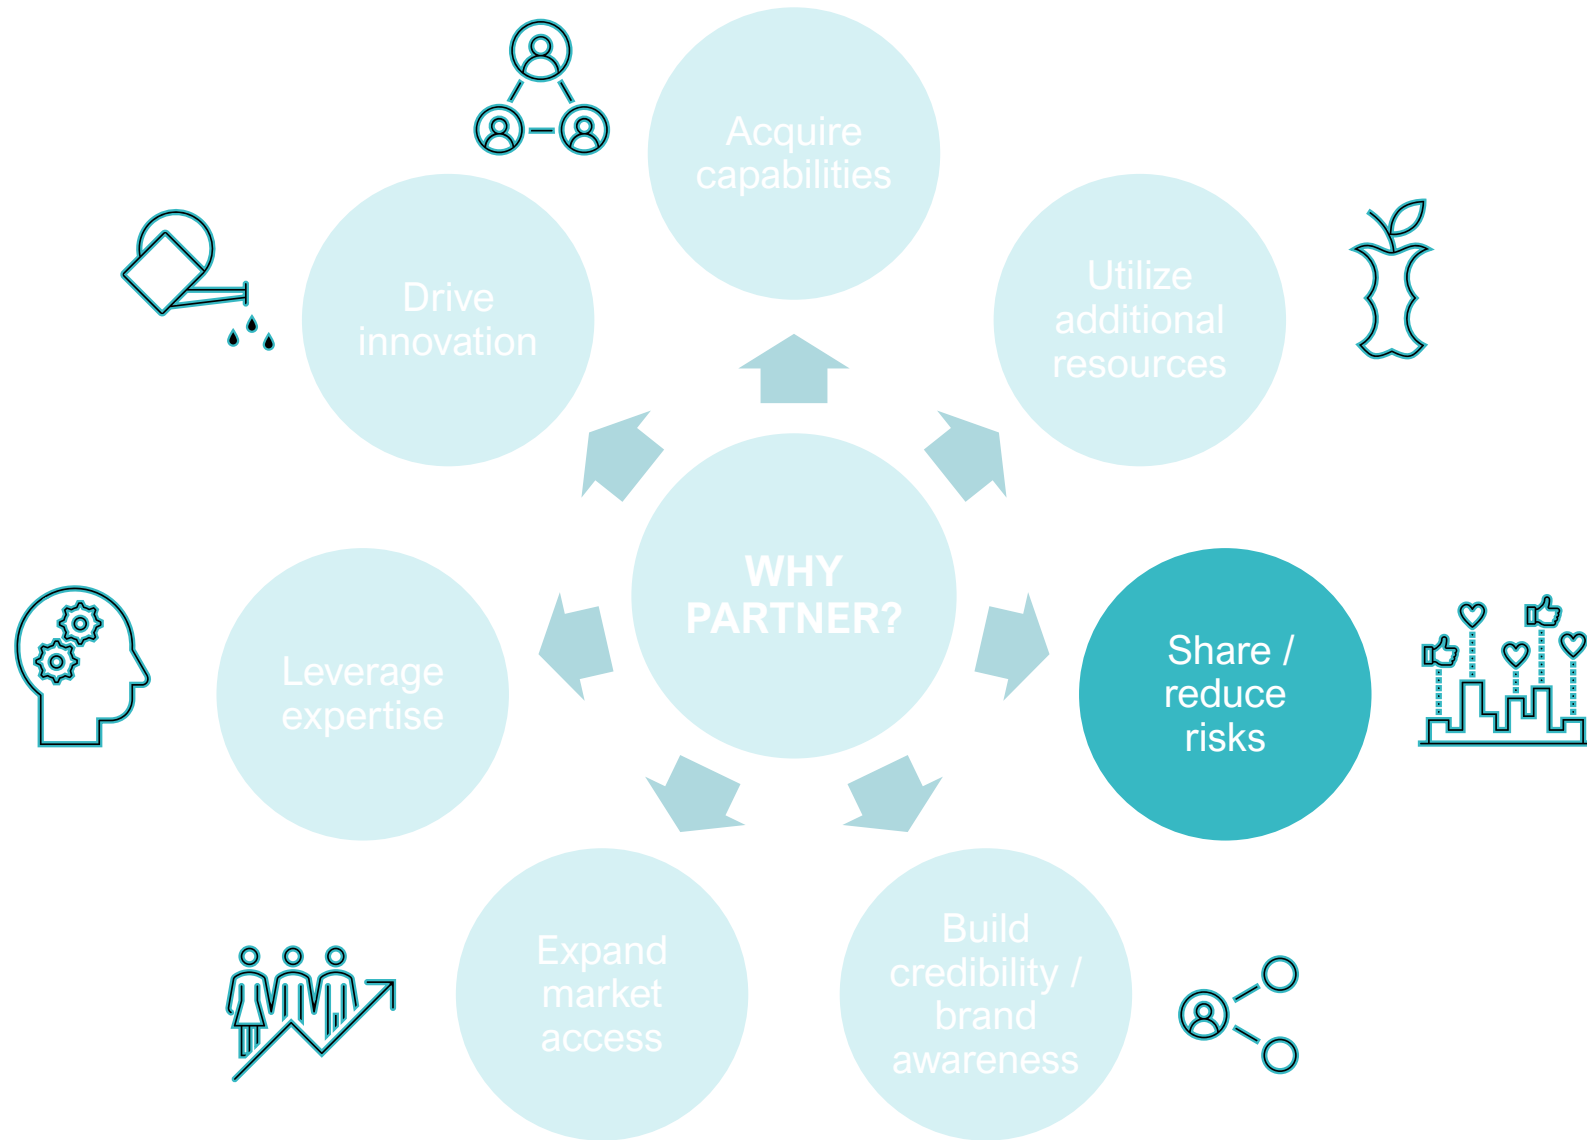 Acquire
capabilities
Utilize
additional
resources
Share /
reduce
risks
Build
credibility /
brand
awareness
Expand
market
access
Leverage
expertise
Drive
innovation
WHY
PARTNER?